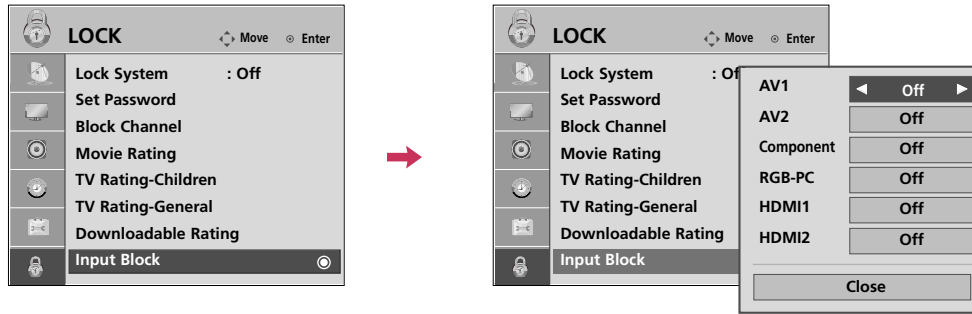 LOCK Move Enter
Lock System : Off
Set Password
Block Channel
Movie Rating
TV Rating-Children
TV Rating-General
Downloadable Rating
Input Block
LOCK Move Enter
Lock System : Of
Set Password
Block Channel
Movie Rating
TV Rating-Children
TV Rating-General
Downloadable Rating
Input Block
AV1 Off
AV2 Off
Component Off
RGB-PC Off
HDMI1 Off
HDMI2 Off
Close